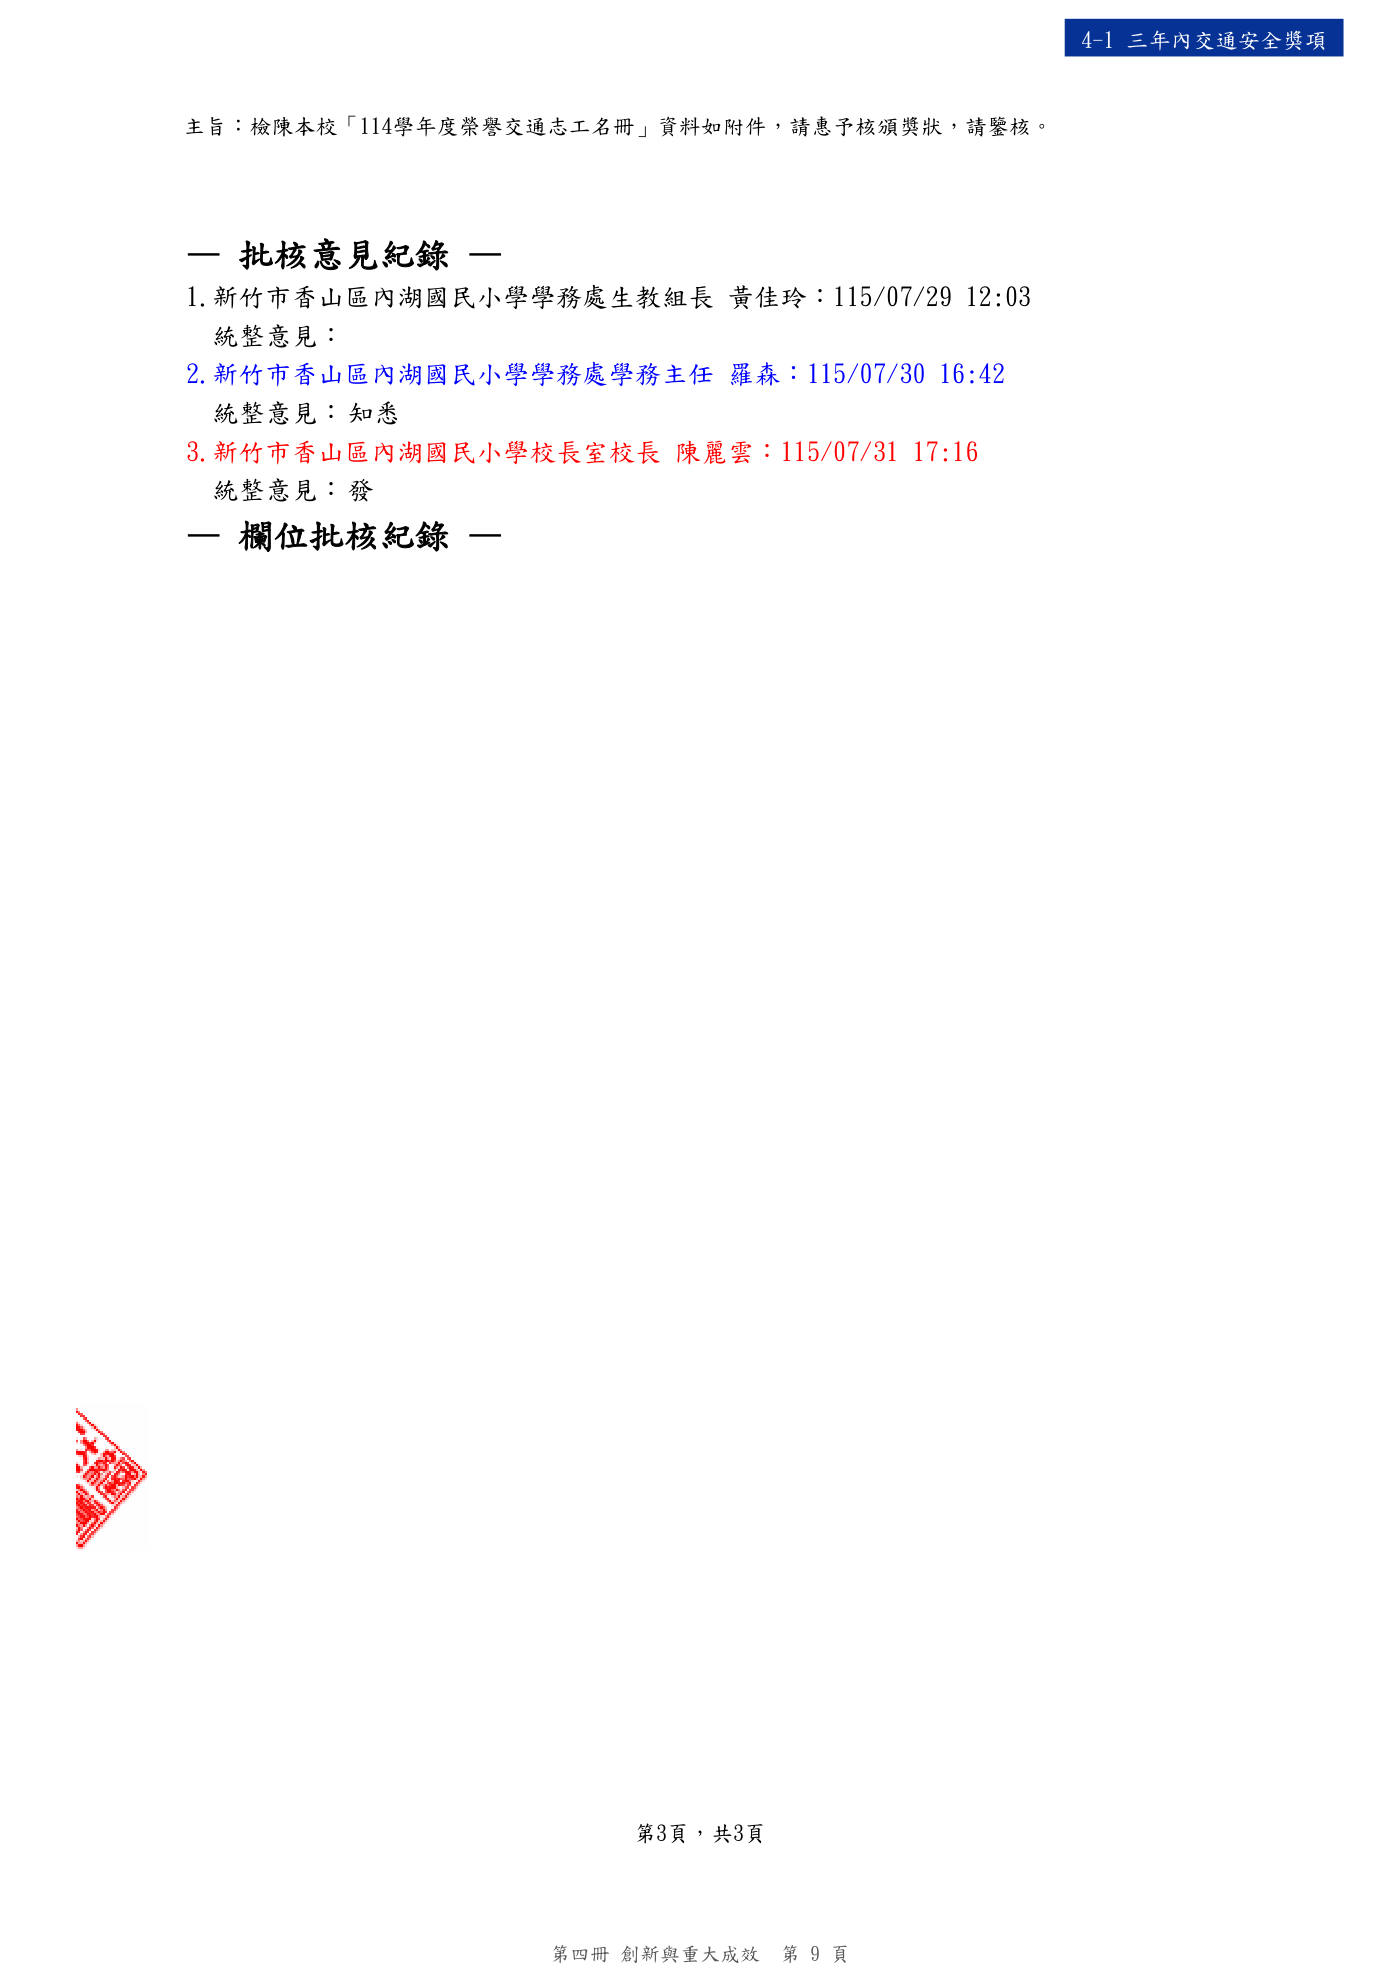 4-1 三年內交通安全獎項
主旨：檢陳本校「114學年度榮譽交通志工名冊」資料如附件，請惠予核頒獎狀，請鑒核。
— 批核意見紀錄 —
1.新竹市香山區內湖國民小學學務處生教組長 黃佳玲：115/07/29 12:03
統整意見：
2.新竹市香山區內湖國民小學學務處學務主任 羅森：115/07/30 16:42
統整意見：知悉
3.新竹市香山區內湖國民小學校長室校長 陳麗雲：115/07/31 17:16
統整意見：發
— 欄位批核紀錄 —
第3頁，共3頁
第四冊 創新與重大成效 第 9 頁